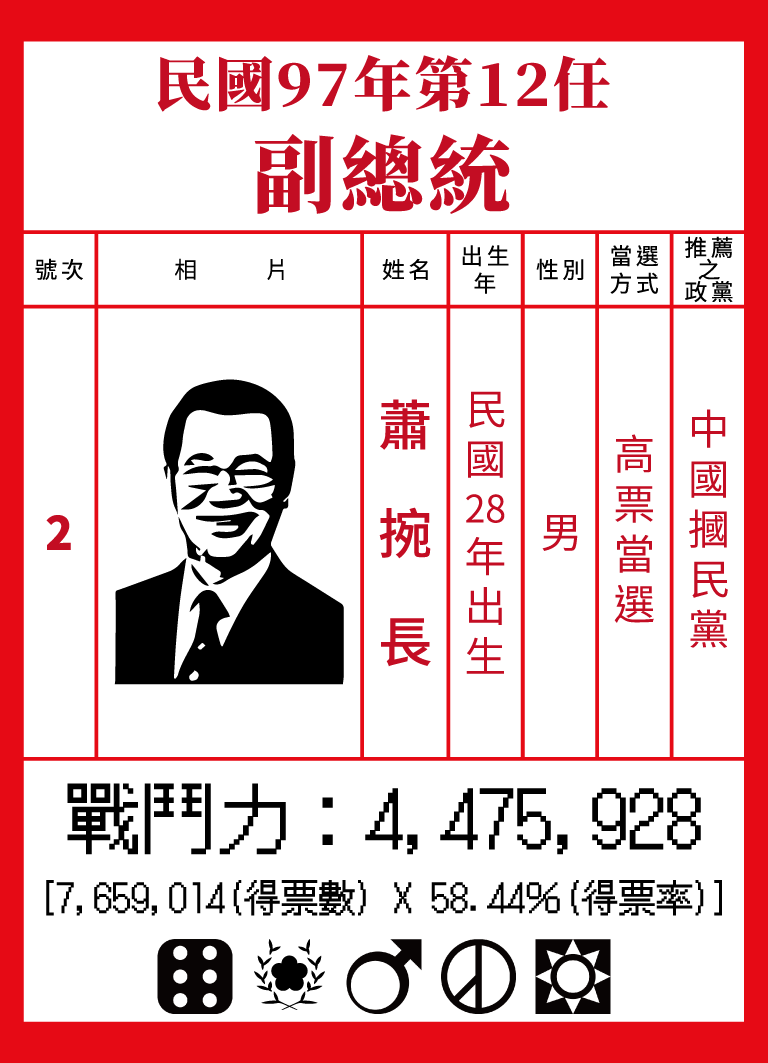 民國97年第12任
副總統
號次
相 片
姓名
出生
年
性別
當選
方式
推薦
之
政黨
2
蕭捥長
民國28年出生
男
高票當選
中國摑民黨
戰鬥力：4,475,928
[7,659,014(得票數) X 58.44%(得票率)]